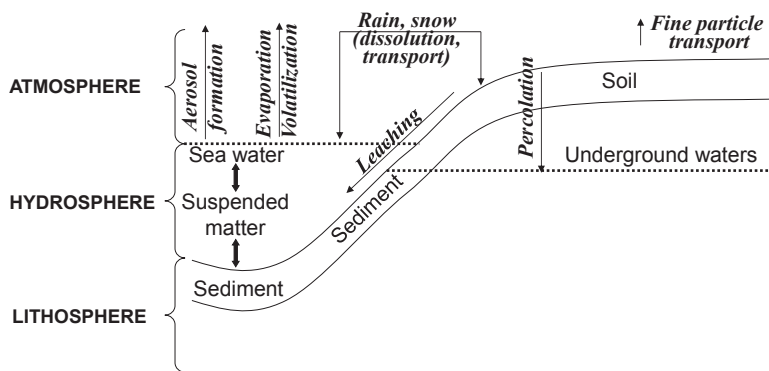 Rain, snow
(dissolution,
transport)
Fine particle
transport
ATMOSPHERE
Aerosol
formation
Evaporation
Volatilization
Soil
Percolation
Leaching
Sea water
Underground waters
HYDROSPHERE
Suspended
matter
Sediment
Sediment
LITHOSPHERE